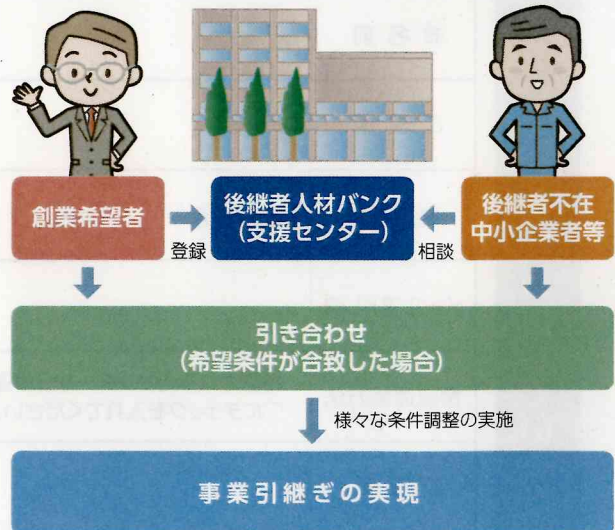 創業希望者
登録
後継者人材バンク
(支援センター)
相談
後継者不在
中小企業者等
引き合わせ
(希望条件が合致した場合)
様々な条件調整の実施
事業引継ぎの実現